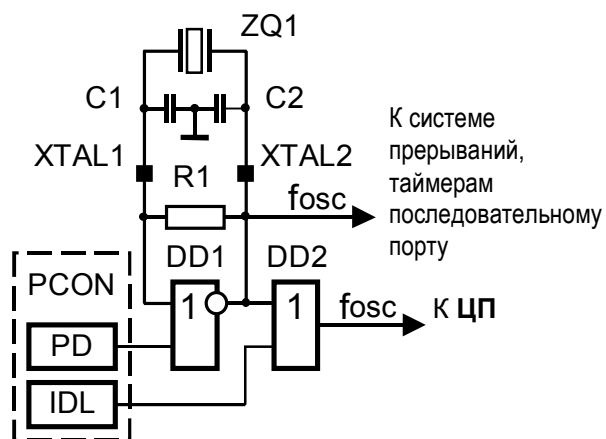 ZQ1
C1
C2
XTAL1
XTAL2
R1
К системе
прерываний,
таймерам
последовательному
порту
fosc
DD1
DD2
PCON
PD
IDL
1
1
fosc
К ЦП